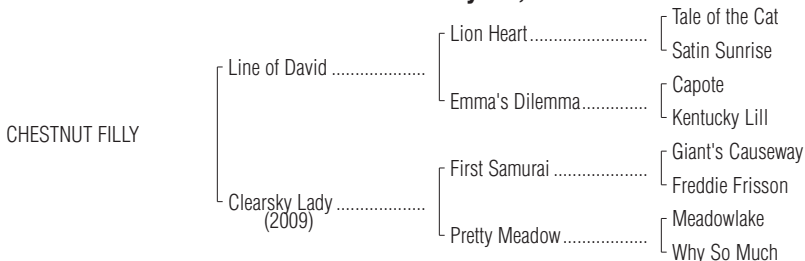 Tale of the Cat
Lion Heart
Satin Sunrise
Line of David
Capote
Emma's Dilemma
Kentucky Lill
CHESTNUT FILLY
Giant's Causeway
First Samurai
Freddie Frisson
Clearsky Lady
(2009)
Meadowlake
Pretty Meadow
Why So Much